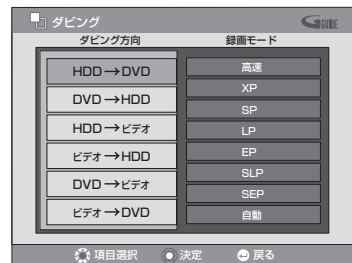 ダビング
GGUIDE
ダビング方向
録画モード
HDD→DVD
DVD→HDD
HDD→ビデオ
ビデオ→HDD
DVD→ビデオ
ビデオ→DVD
高速
XP
SP
LP
EP
SLP
SEP
自動
項目選択 決定 戻る